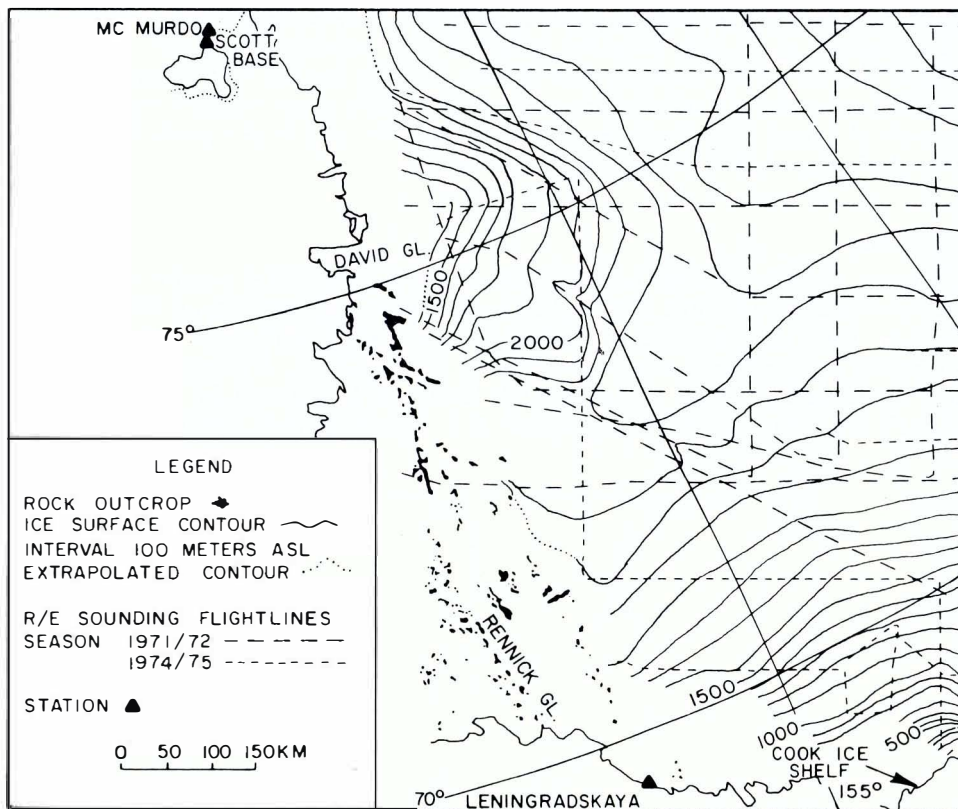 MC MURDO
SCOTT
BASE
DAVID GL.
1500
75°
2000
LEGEND
ROCK OUTCROP
ICE SURFACE CONTOUR
INTERVAL 100 METERS ASL
EXTRAPOLATED CONTOUR
R/E SOUNDING FLIGHTLINES
SEASON 1971/72
1974/75
STATION
0 50 100 150KM
RENNICK GL
1500
1000
500
COOK ICE
SHELF
155°
70°
LENINGRADSKAYA